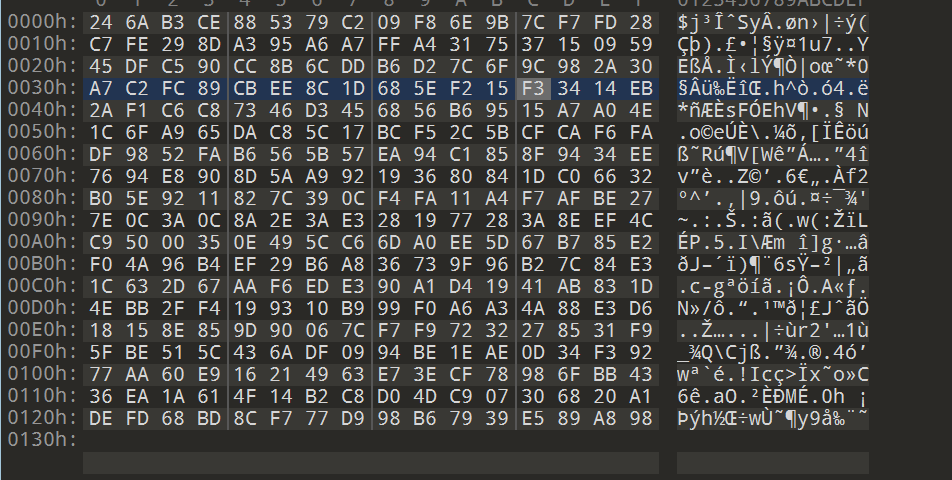 0 1 2 3 4 5 6 7 8 9 A B C D E F 0123456789ABCDEF
0000h: 24 6A B3 CE 88 53 79 C2 09 F8 6E 9B 7C F7 FD 28 $j³ÎˆSyÂ.øn›|÷ý(
0010h: C7 FE 29 8D A3 95 A6 A7 FF A4 31 75 37 15 09 59 Çþ).£•¦§ÿ¤1u7..Y
0020h: 45 DF C5 90 CC 8B 6C DD B6 D2 7C 6F 9C 98 2A 30 EßÅ.Ì‹lÝ¶Ò|oœ˜*0
0030h: A7 C2 FC 89 CB EE 8C 1D 68 5E F2 15 F3 34 14 EB §Âü‰ËîŒ.h^ò.ó4.ë
0040h: 2A F1 C6 C8 73 46 D3 45 68 56 B6 95 15 A7 A0 4E *ñÆÈsFÓEhV¶•.§ N
0050h: 1C 6F A9 65 DA C8 5C 17 BC F5 2C 5B CF CA F6 FA .o©eÚÈ\.¼õ,[ÏÊöú
0060h: DF 98 52 FA B6 56 5B 57 EA 94 C1 85 8F 94 34 EE ß˜Rú¶V[Wê”Á….”4î
0070h: 76 94 E8 90 8D 5A A9 92 19 36 80 84 1D C0 66 32 v”è..Z©’.6€„.Àf2
0080h: B0 5E 92 11 82 7C 39 0C F4 FA 11 A4 F7 AF BE 27 °^’.‚|9.ôú.¤÷¯¾'
0090h: 7E 0C 3A 0C 8A 2E 3A E3 28 19 77 28 3A 8E EF 4C ~.:.Š.:ã(.w(:ŽïL
00A0h: C9 50 00 35 0E 49 5C C6 6D A0 EE 5D 67 B7 85 E2 ÉP.5.I\Æm î]g·…â
00B0h: F0 4A 96 B4 EF 29 B6 A8 36 73 9F 96 B2 7C 84 E3 ðJ–´ï)¶¨6sŸ–²|„ã
00C0h: 1C 63 2D 67 AA F6 ED E3 90 A1 D4 19 41 AB 83 1D .c-gªöíã.¡Ô.A«ƒ.
00D0h: 4E BB 2F F4 19 93 10 B9 99 F0 A6 A3 4A 88 E3 D6 N»/ô.“.¹™ð¦£JˆãÖ
00E0h: 18 15 8E 85 9D 90 06 7C F7 F9 72 32 27 85 31 F9 ..Ž…...|÷ùr2'…1ù
00F0h: 5F BE 51 5C 43 6A DF 09 94 BE 1E AE 0D 34 F3 92 _¾Q\Cjß.”¾.®.4ó’
0100h: 77 AA 60 E9 16 21 49 63 E7 3E CF 78 98 6F BB 43 wª`é.!Icç>Ïx˜o»C
0110h: 36 EA 1A 61 4F 14 B2 C8 D0 4D C9 07 30 68 20 A1 6ê.aO.²ÈÐMÉ.0h ¡
0120h: DE FD 68 BD 8C F7 77 D9 98 B6 79 39 E5 89 A8 98 Þýh½Œ÷wÙ˜¶y9å‰¨˜
0130h: